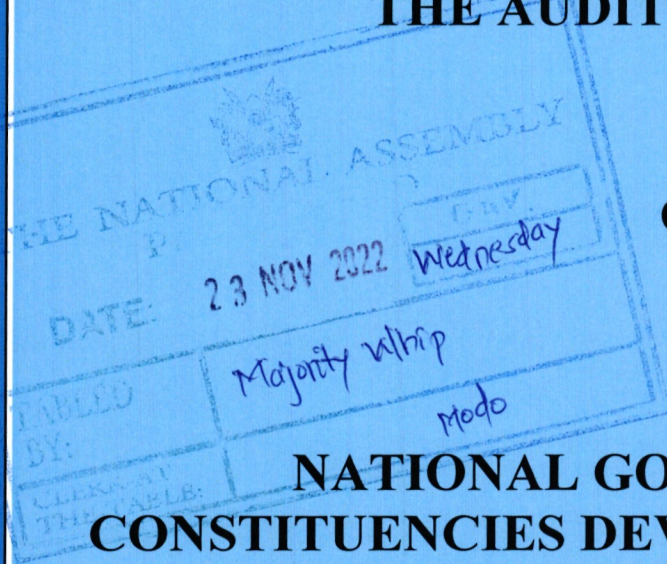 THE AUDIT
THE NATIONAL ASSEMBLY
P
DAY.
DATE: 23 NOV 2022 Wednesday
TABLED BY: Majority Whip
CLERK AT THE TABLE: Modo
NATIONAL GO
CONSTITUENCIES DEV